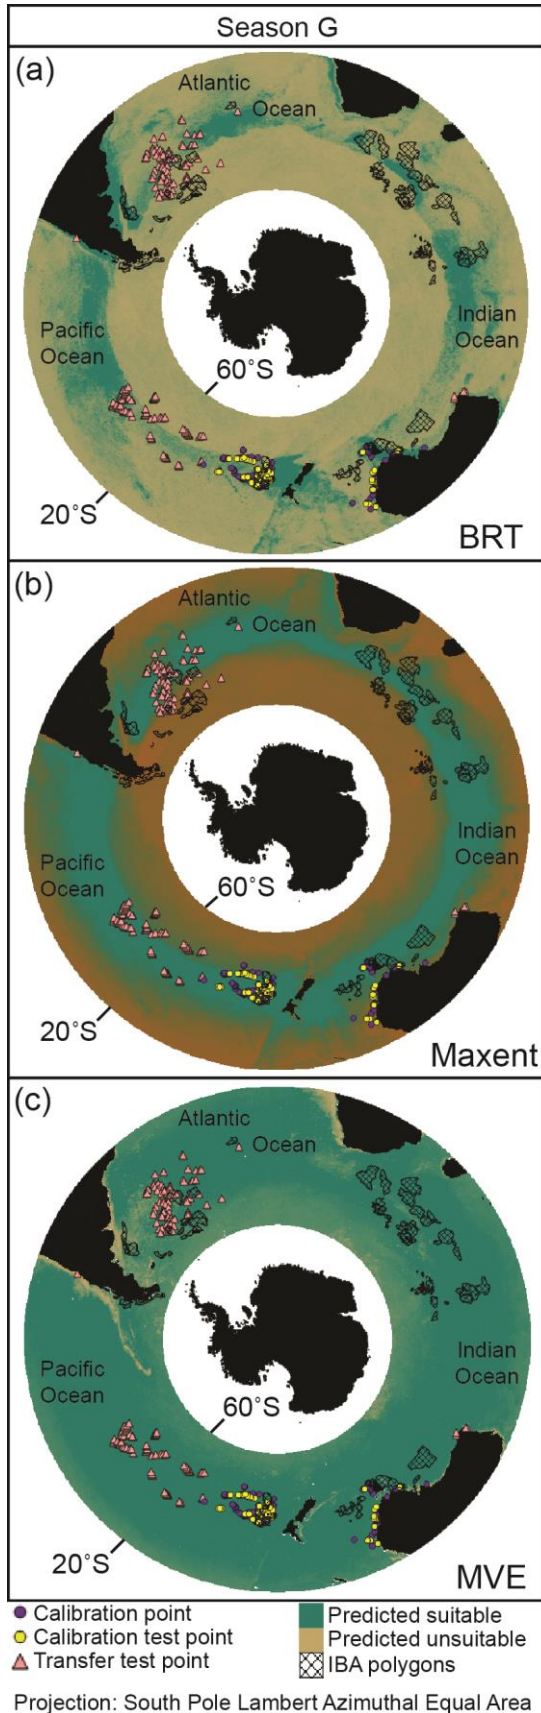 Season G
(a)
Atlantic
Ocean
Pacific
Ocean
Indian
Ocean
60°S
20°S
BRT
(b)
Atlantic
Ocean
Pacific
Ocean
Indian
Ocean
60°S
20°S
Maxent
(c)
Atlantic
Ocean
Pacific
Ocean
Indian
Ocean
60°S
20°S
MVE
Calibration point
Calibration test point
Transfer test point
Predicted suitable
Predicted unsuitable
IBA polygons
Projection: South Pole Lambert Azimuthal Equal Area